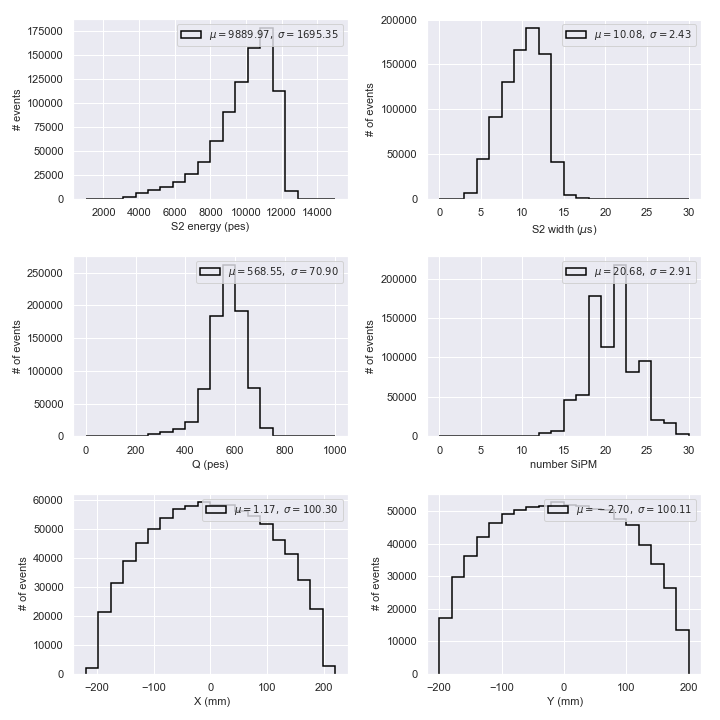 μ = 9889.97, σ = 1695.35
175000
150000
125000
100000
75000
50000
25000
0
# events
2000 4000 6000 8000 10000 12000 14000
S2 energy (pes)
μ = 10.08, σ = 2.43
200000
150000
100000
50000
0
# of events
0 5 10 15 20 25 30
S2 width (μs)
μ = 568.55, σ = 70.90
250000
200000
150000
100000
50000
0
# of events
0 200 400 600 800 1000
Q (pes)
μ = 20.68, σ = 2.91
200000
150000
100000
50000
0
# of events
0 5 10 15 20 25 30
number SiPM
μ = 1.17, σ = 100.30
60000
50000
40000
30000
20000
10000
0
# of events
−200 −100 0 100 200
X (mm)
μ = −2.70, σ = 100.11
50000
40000
30000
20000
10000
0
# of events
−200 −100 0 100 200
Y (mm)